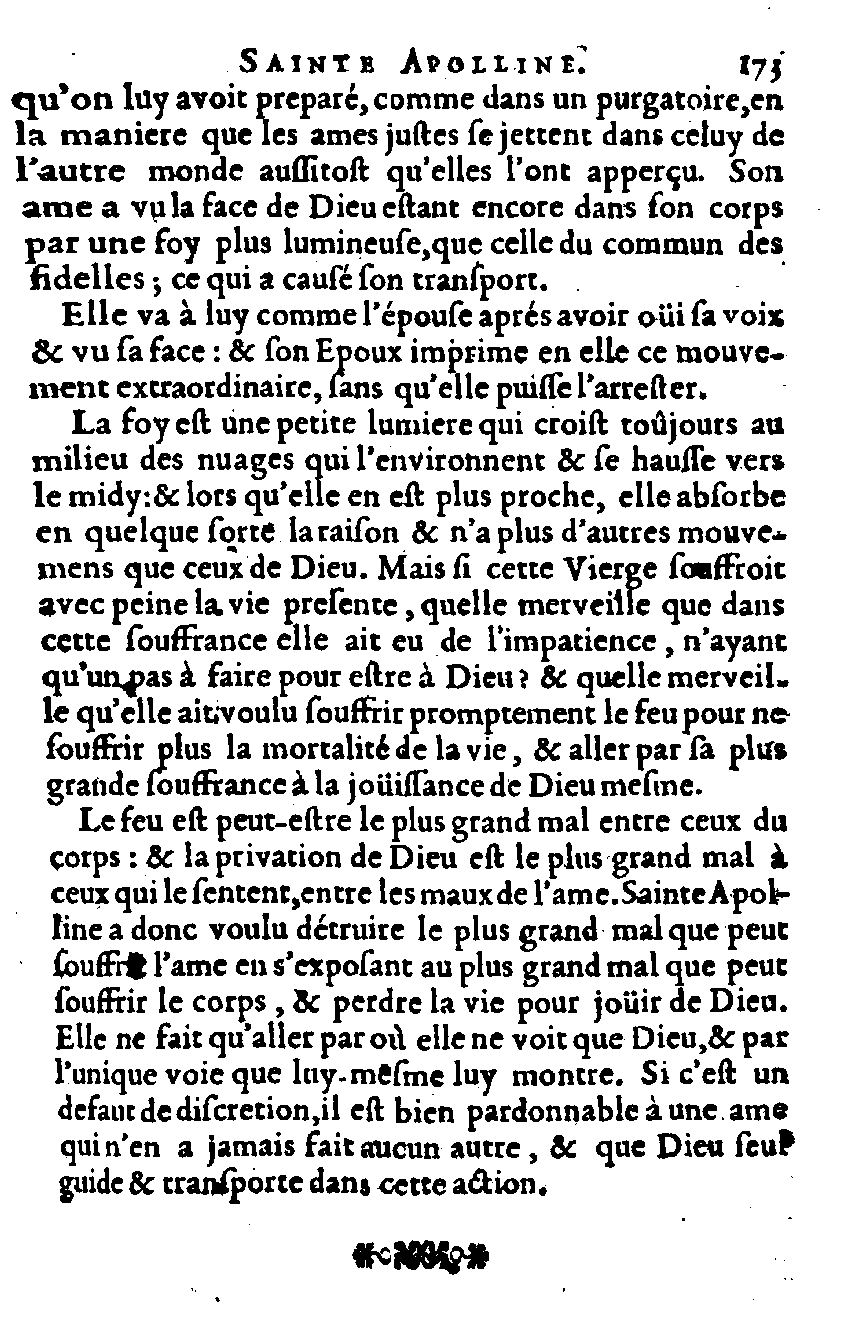 SAINTE APOLLINE. 175
qu'on luy avoit preparé, comme dans un purgatoire, en
la maniere que les ames juſtes ſe jettent dans celuy de
l'autre monde auſſitoſt qu'elles l'ont apperçu. Son
ame a vu la face de Dieu eſtant encore dans ſon corps
par une foy plus lumineuſe, que celle du commun des
fidelles ; ce qui a cauſé ſon tranſport.
Elle va à luy comme l'épouſe aprés avoir oüi ſa voix
& vu ſa face : & ſon Epoux imprime en elle ce mouve-
ment extraordinaire, ſans qu'elle puiſſe l'arreſter.
La foy eſt une petite lumiere qui croiſt toûjours au
milieu des nuages qui l'environnent & ſe hauſſe vers
le midy : & lors qu'elle en eſt plus proche, elle abſorbe
en quelque ſorte la raiſon & n'a plus d'autres mouve-
mens que ceux de Dieu. Mais ſi cette Vierge ſouffroit
avec peine la vie preſente, quelle merveille que dans
cette ſouffrance elle ait eu de l'impatience, n'ayant
qu'un pas à faire pour eſtre à Dieu? & quelle merveil-
le qu'elle ait voulu ſouffrir promptement le feu pour ne
ſouffrir plus la mortalité de la vie, & aller par ſa plus
grande ſouffrance à la joüiſſance de Dieu meſme.
Le feu eſt peut-eſtre le plus grand mal entre ceux du
corps : & la privation de Dieu eſt le plus grand mal à
ceux qui le ſentent, entre les maux de l'ame. Sainte Apol-
line a donc voulu détruire le plus grand mal que peut
ſouffrir l'ame en s'expoſant au plus grand mal que peut
ſouffrir le corps, & perdre la vie pour joüir de Dieu.
Elle ne fait qu'aller par où elle ne voit que Dieu, & par
l'unique voie que luy-meſme luy montre. Si c'eſt un
defaut de diſcretion, il eſt bien pardonnable à une ame
qui n'en a jamais fait aucun autre, & que Dieu ſeul
guide & tranſporte dans cette action.